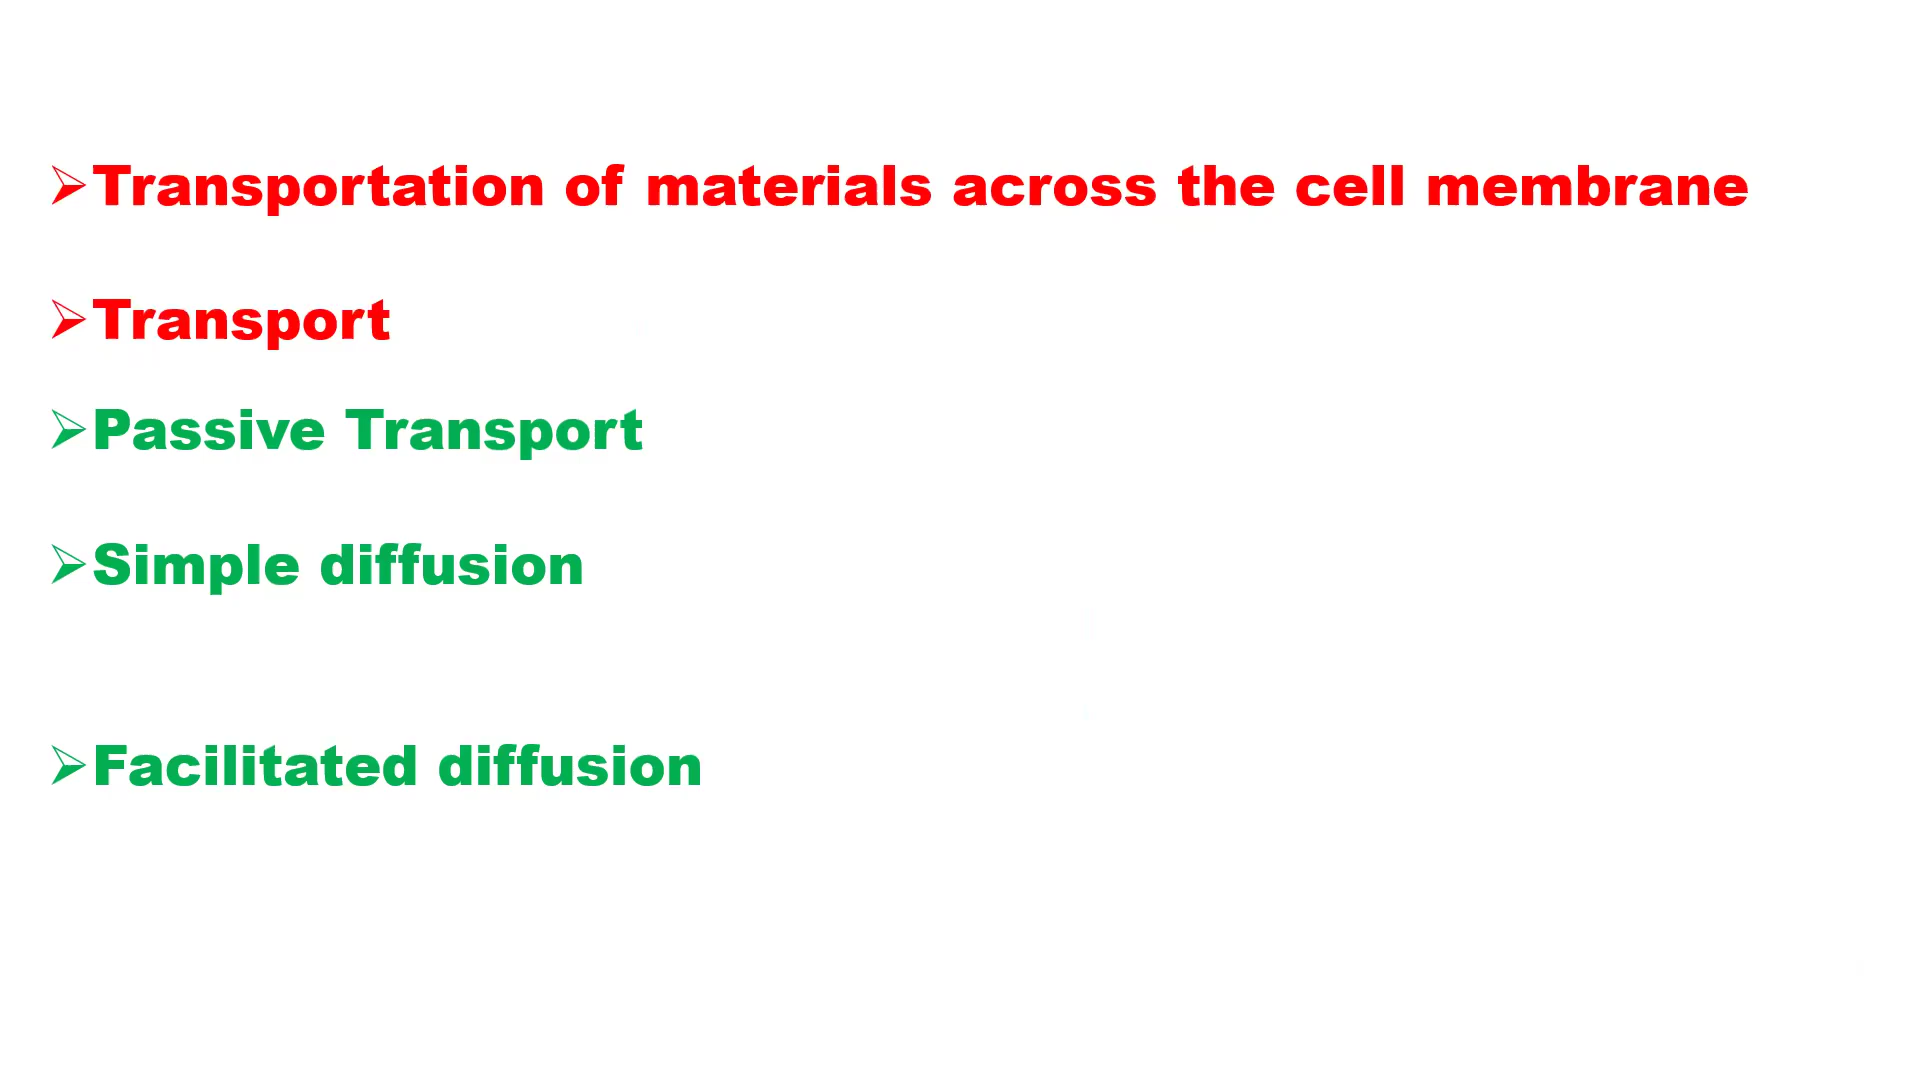 ➢Transportation of materials across the cell membrane
➢Transport
➢Passive Transport
➢Simple diffusion
➢Facilitated diffusion